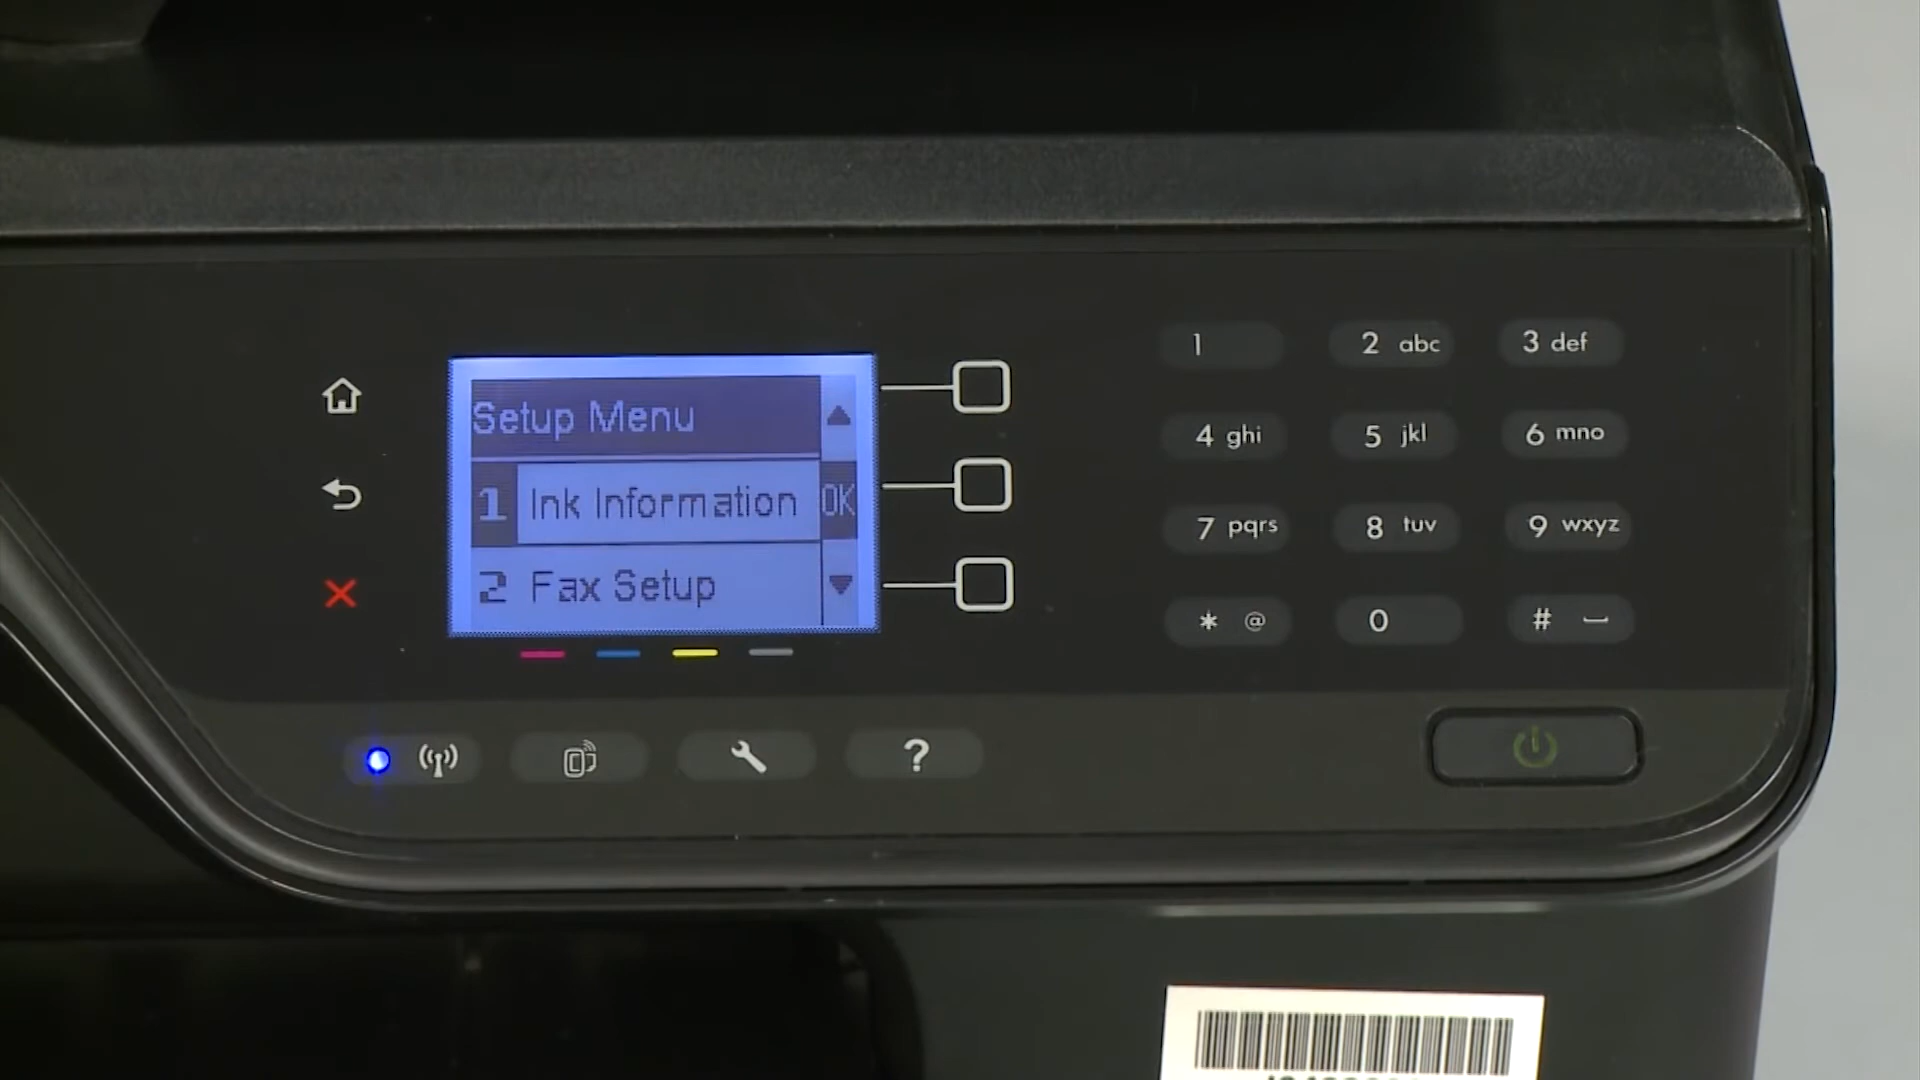 Setup Menu
1 Ink Information OK
2 Fax Setup
1
2 abc
3 def
4 ghi
5 jkl
6 mno
7 pqrs
8 tuv
9 wxyz
* @
0
#
?